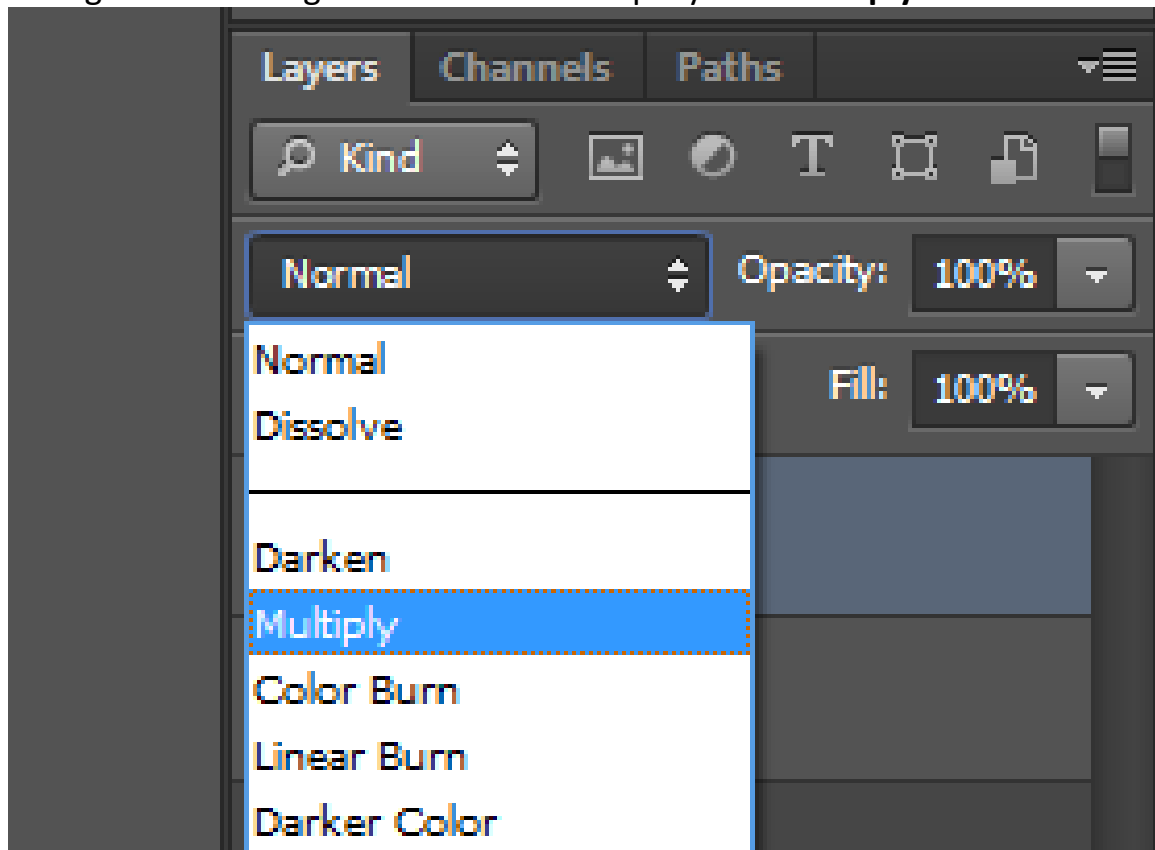 Layers Channels Paths
Kind T
Normal Opacity: 100%
Normal
Fill: 100%
Dissolve
Darken
Multiply
Color Burn
Linear Burn
Darker Color